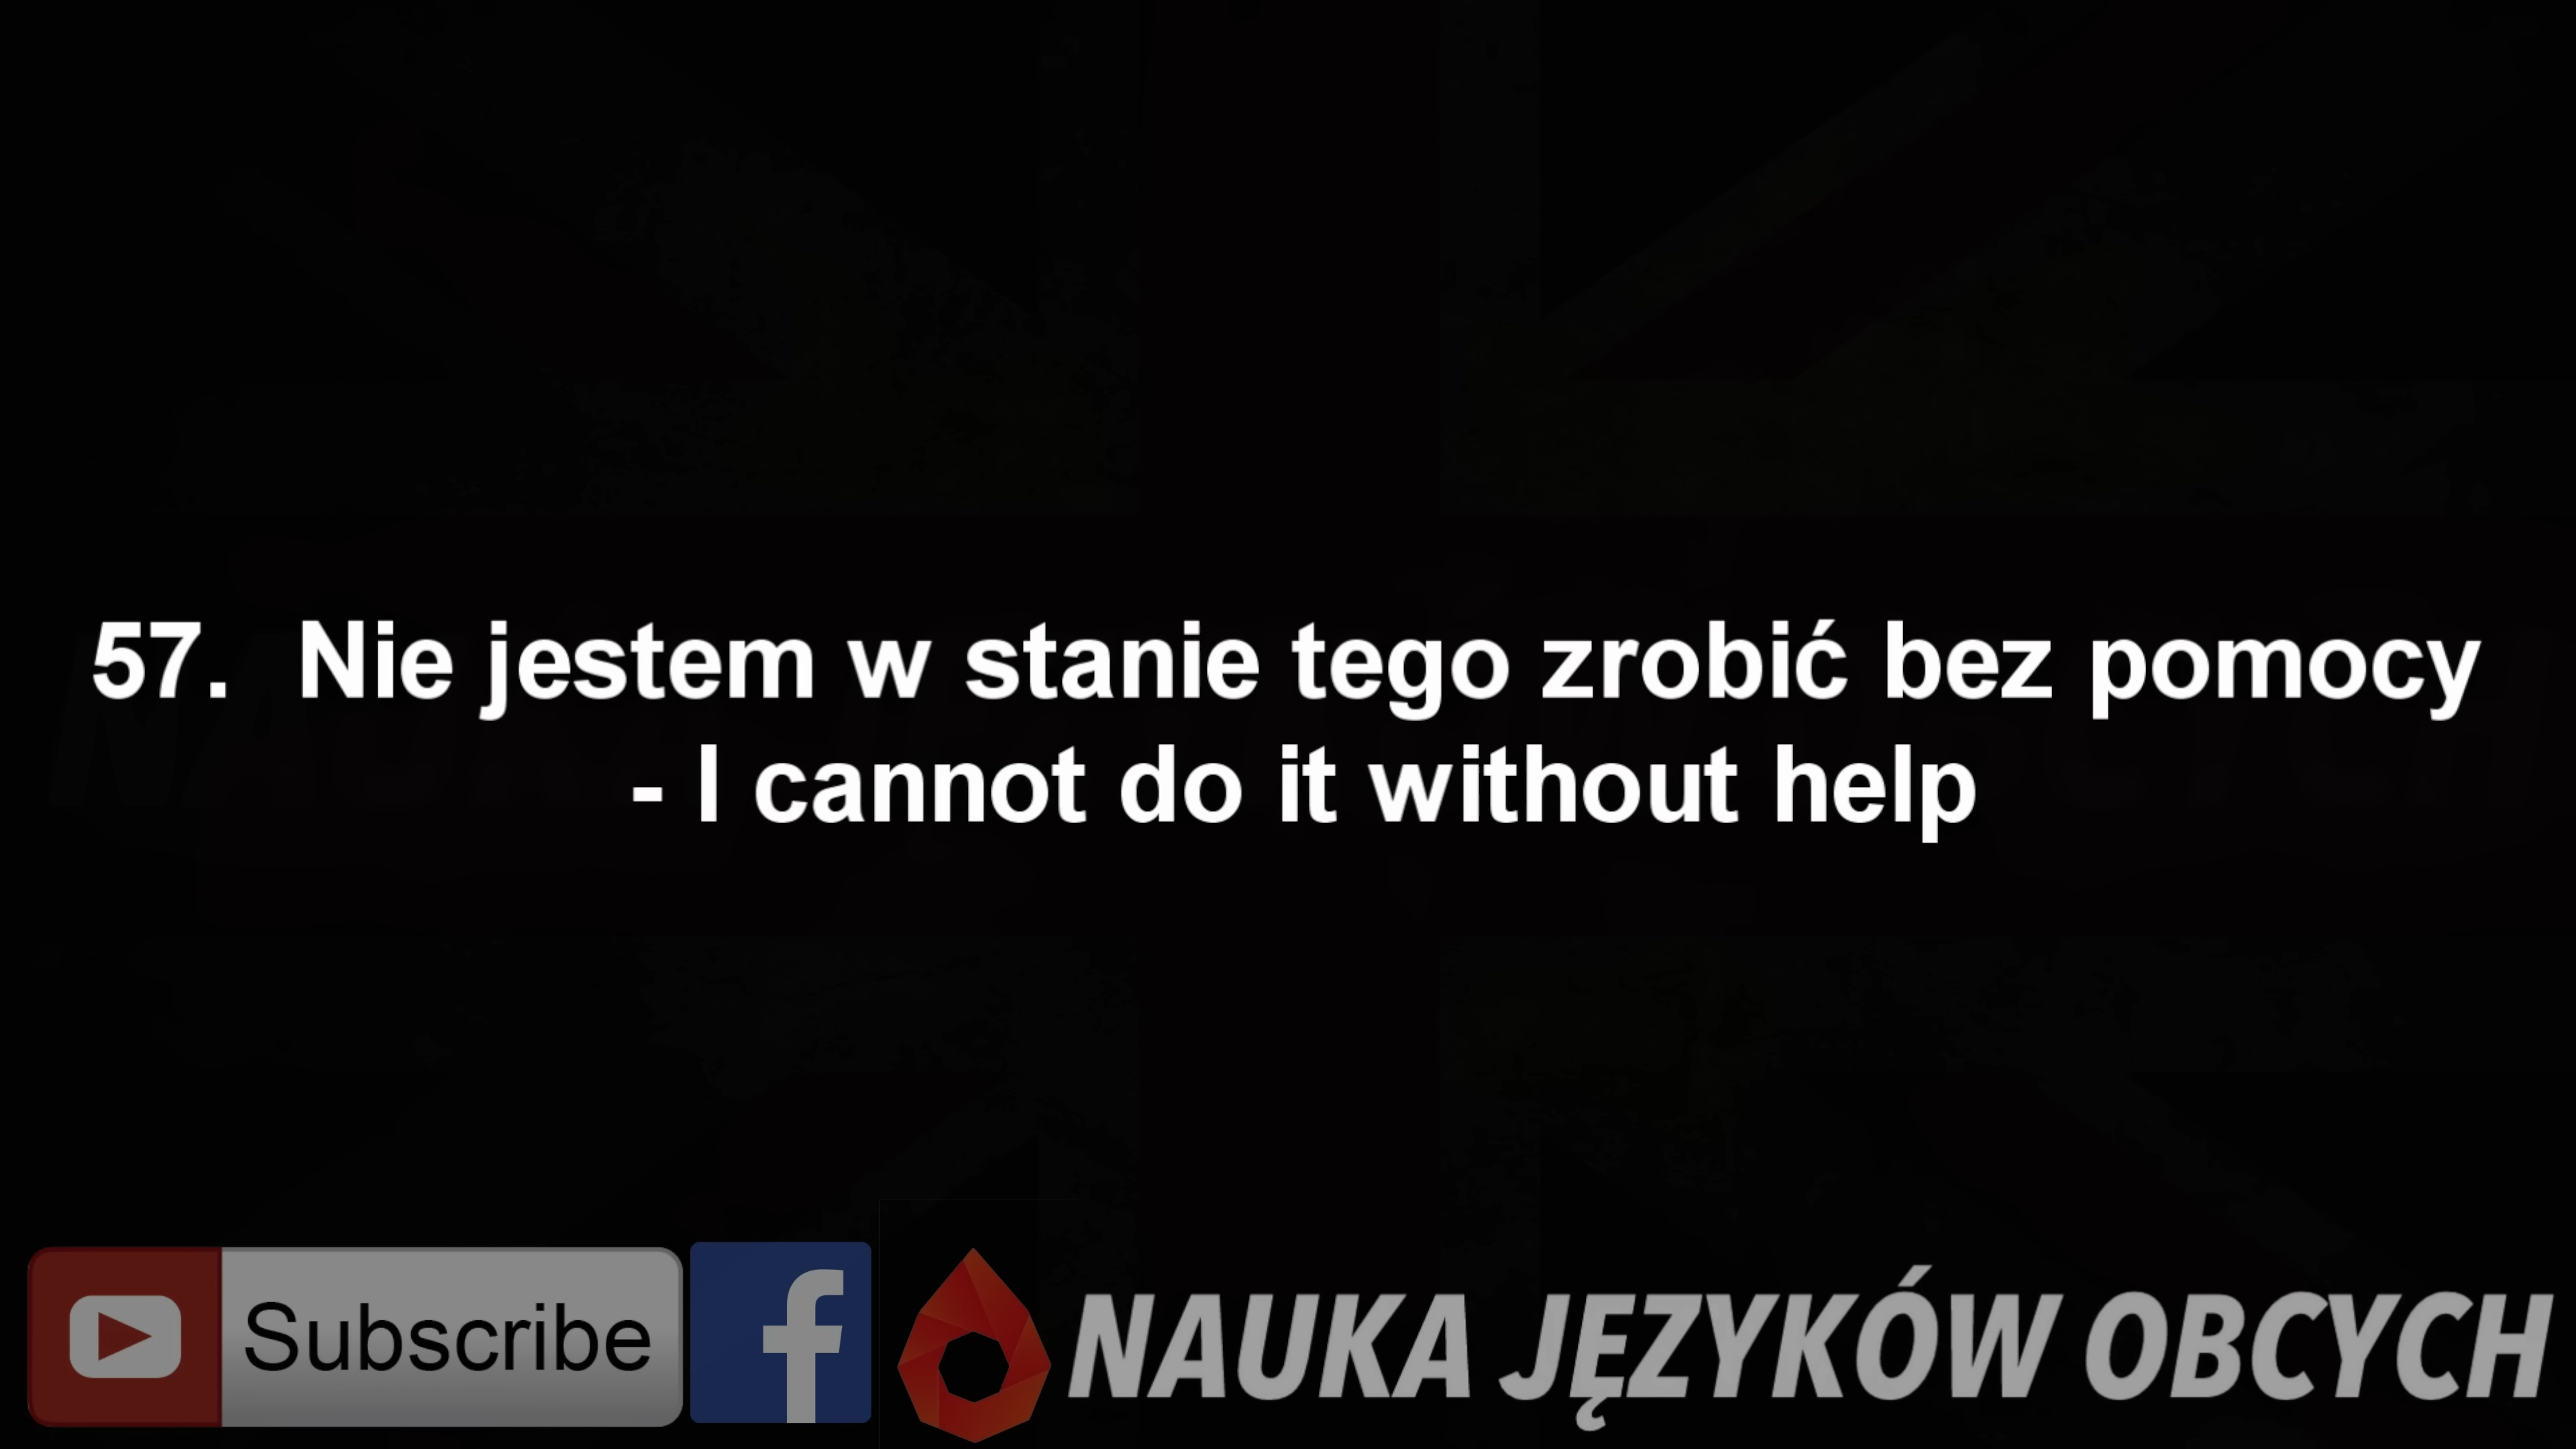 57.  Nie jestem w stanie tego zrobić bez pomocy
- I cannot do it without help
Subscribe
NAUKA JĘZYKÓW OBCYCH